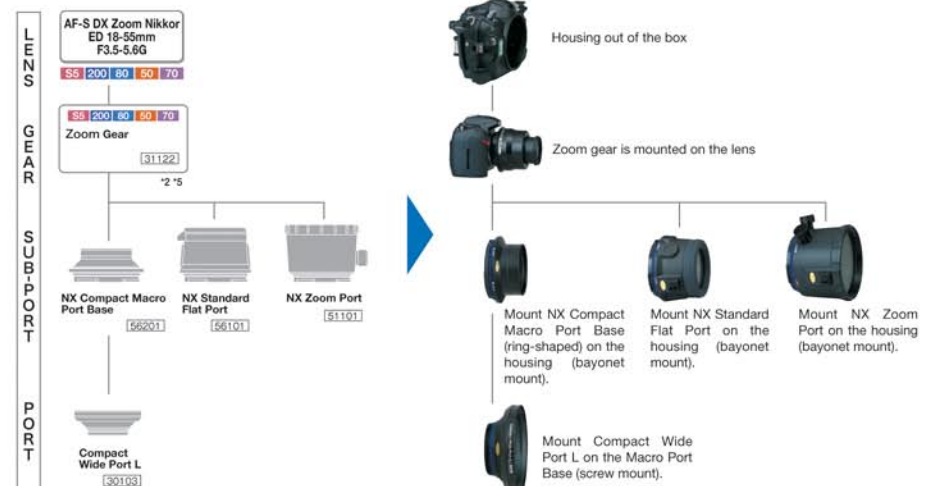 LENS
AF-S DX Zoom Nikkor
ED 18-55mm
F3.5-5.6G
S5 200 80 50 70
GEAR
S5 200 80 50 70
Zoom Gear
31122
*2 *5
SUB-PORT
NX Compact Macro
Port Base
56201
NX Standard
Flat Port
56101
NX Zoom Port
51101
PORT
Compact
Wide Port L
30103
Housing out of the box
Zoom gear is mounted on the lens
Mount NX Compact
Macro Port Base
(ring-shaped) on the
housing (bayonet
mount).
Mount NX Standard
Flat Port on the
housing (bayonet
mount).
Mount NX Zoom
Port on the housing
(bayonet mount).
Mount Compact Wide
Port L on the Macro Port
Base (screw mount).